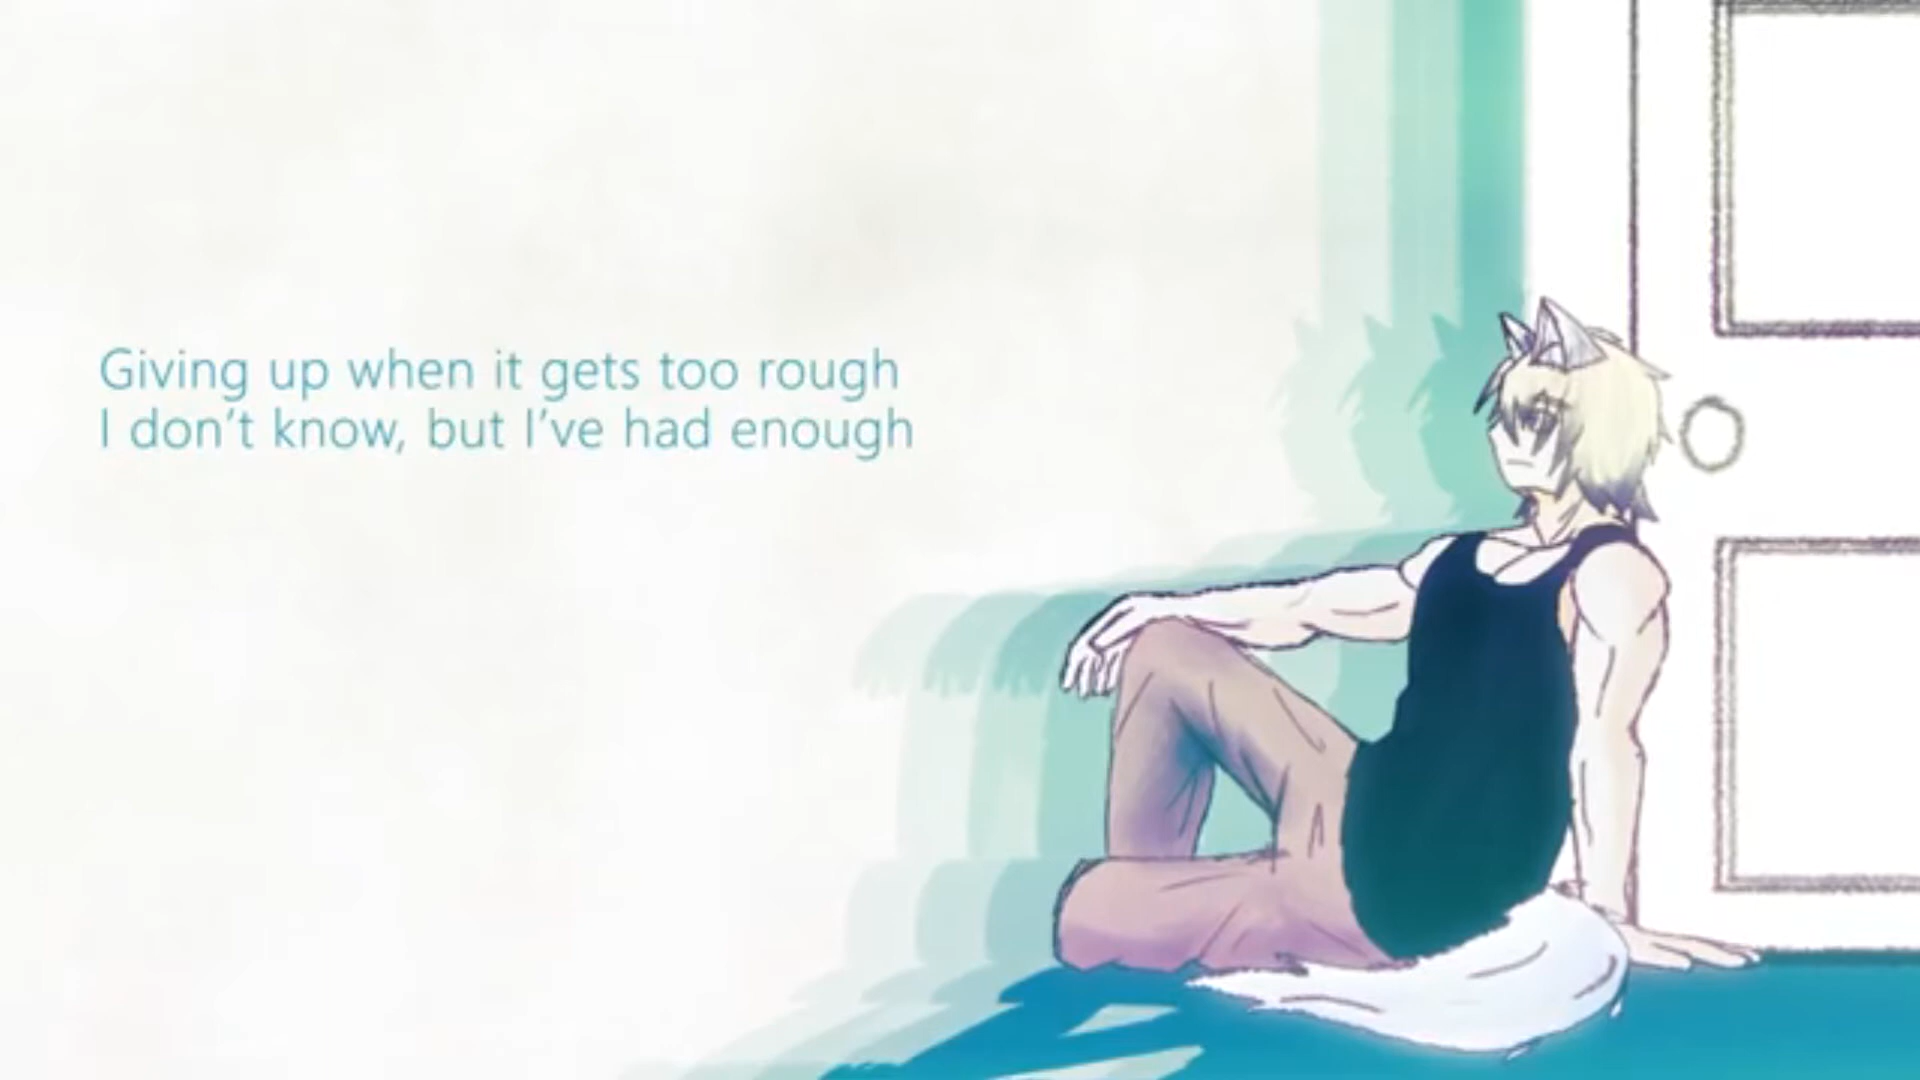 Giving up when it gets too rough
I don’t know, but I’ve had enough